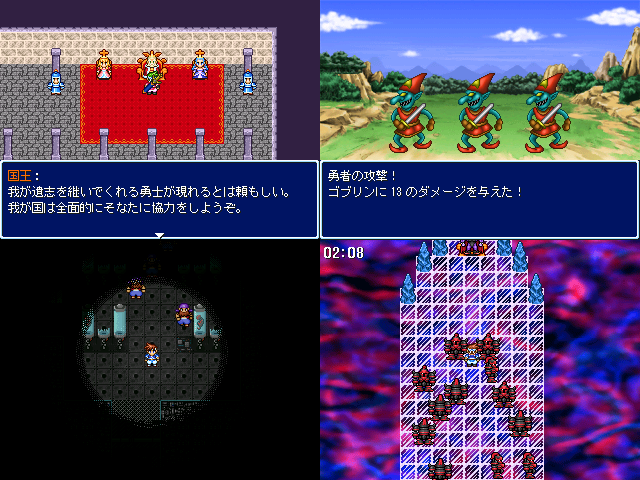 国王：
我が遺志を継いでくれる勇士が現れるとは頼もしい。
我が国は全面的にそなたに協力をしようぞ。
勇者の攻撃！
ゴブリンに 13 のダメージを与えた！
02:08